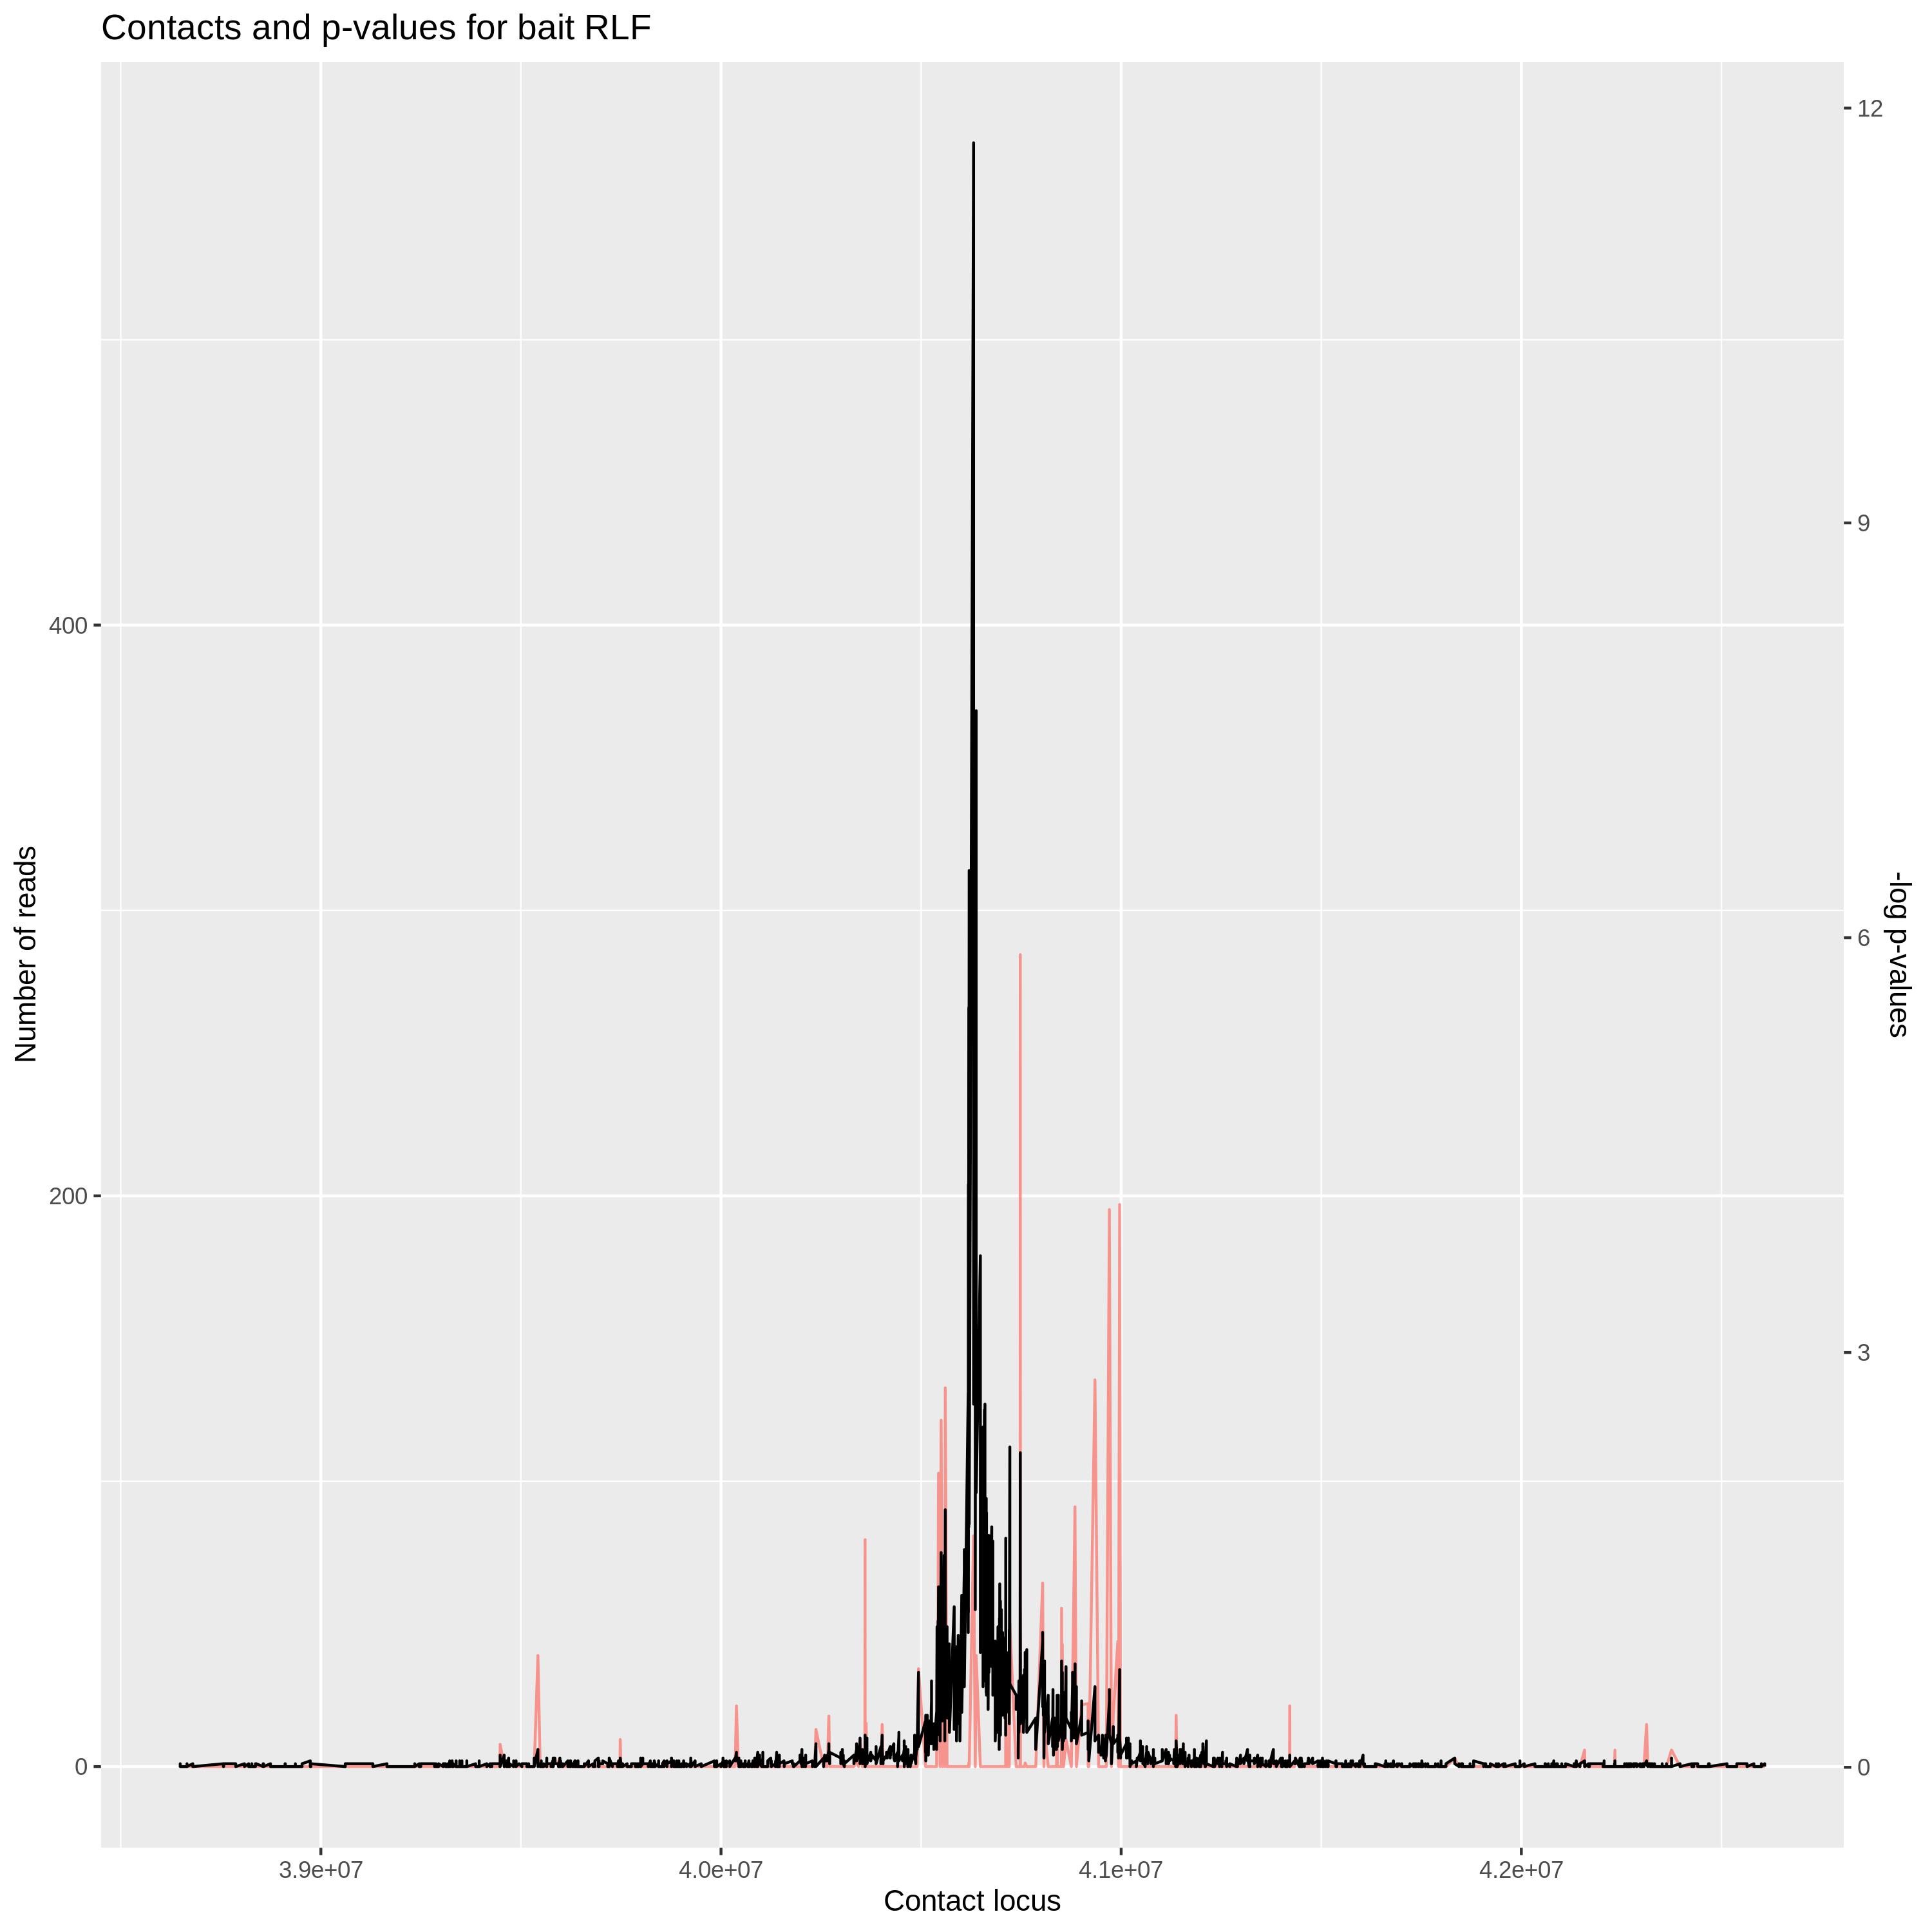 Contacts and p-values for bait RLF
12
9
6
3
0
400
200
0
Number of reads
-log p-values
3.9e+07
4.0e+07
4.1e+07
4.2e+07
Contact locus